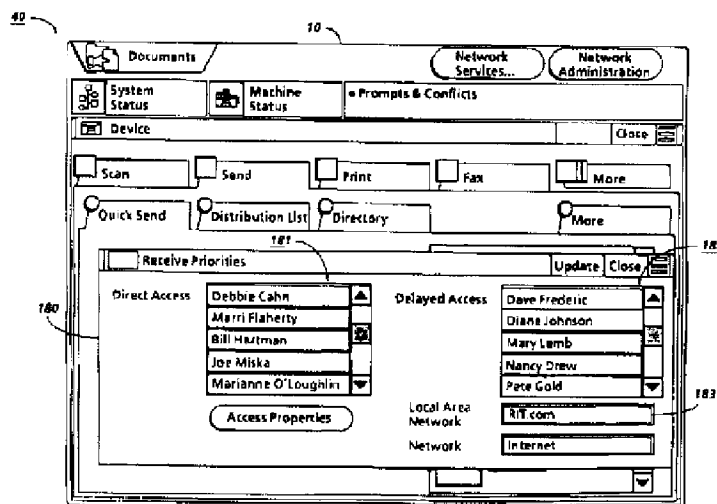 40
10
Documents
Network Services...
Network Administration
System Status
Machine Status
• Prompts & Conflicts
Device
Close
Scan
Send
Print
Fax
More
Quick Send
Distribution List
Directory
More
181
Receive Priorities
Update
Close
180
Direct Access
Debbie Cahn
Marri Flaherty
Bill Hartman
Joe Miska
Marianne O'Loughlin
Access Properties
Delayed Access
Dave Frederic
Diane Johnson
Mary Lamb
Nancy Drew
Pete Gold
Local Area Network
RIT.com
183
Network
Internet